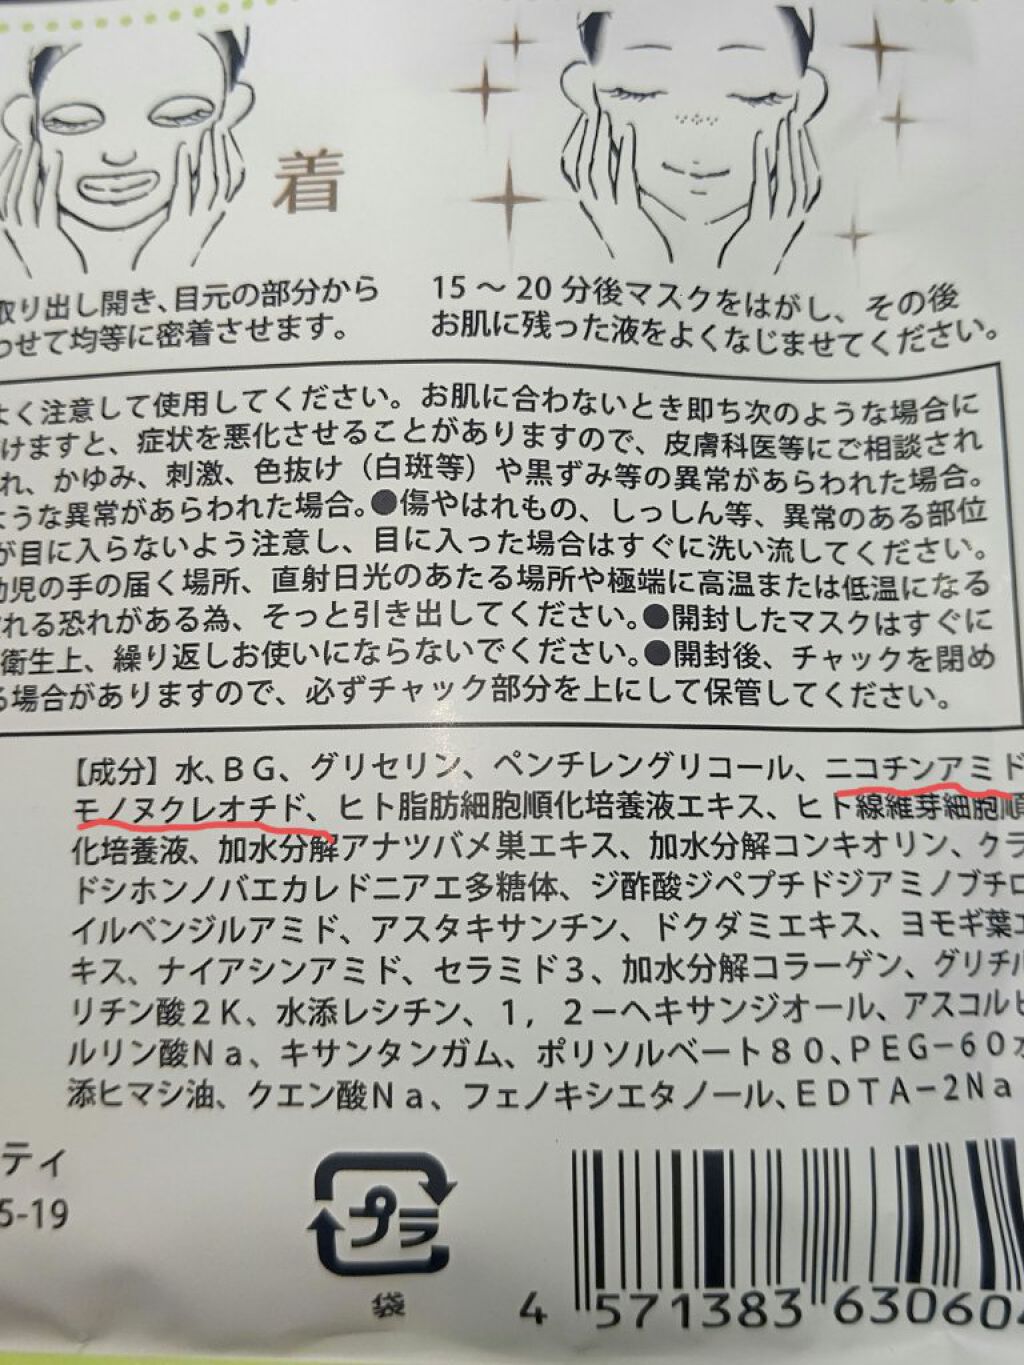 着
取り出し開き、目元の部分から
わせて均等に密着させます。
15～20分後マスクをはがし、その後
お肌に残った液をよくなじませてください。
よく注意して使用してください。お肌に合わないとき即ち次のような場合に
けますと、症状を悪化させることがありますので、皮膚科医等にご相談され
れ、かゆみ、刺激、色抜け（白斑等）や黒ずみ等の異常があらわれた場合。
ような異常があらわれた場合。●傷やはれもの、しっしん等、異常のある部位
が目に入らないよう注意し、目に入った場合はすぐに洗い流してください。
幼児の手の届く場所、直射日光のあたる場所や極端に高温または低温になる
れる恐れがある為、そっと引き出してください。●開封したマスクはすぐに
衛生上、繰り返しお使いにならないでください。●開封後、チャックを閉め
る場合がありますので、必ずチャック部分を上にして保管してください。
【成分】水、BG、グリセリン、ペンチレングリコール、ニコチンアミド
モノヌクレオチド、ヒト脂肪細胞順化培養液エキス、ヒト線維芽細胞順
化培養液、加水分解アナツバメ巣エキス、加水分解コンキオリン、クラ
ドシホンノバエカレドニアエ多糖体、ジ酢酸ジペプチドジアミノブチロ
イルベンジルアミド、アスタキサンチン、ドクダミエキス、ヨモギ葉エ
キス、ナイアシンアミド、セラミド3、加水分解コラーゲン、グリチル
リチン酸2K、水添レシチン、1，2－ヘキサンジオール、アスコルビ
ルリン酸Na、キサンタンガム、ポリソルベート80、PEG－60水
添ヒマシ油、クエン酸Na、フェノキシエタノール、EDTA－2Na
ティ
5-19
プラ
袋
4 571383 63060